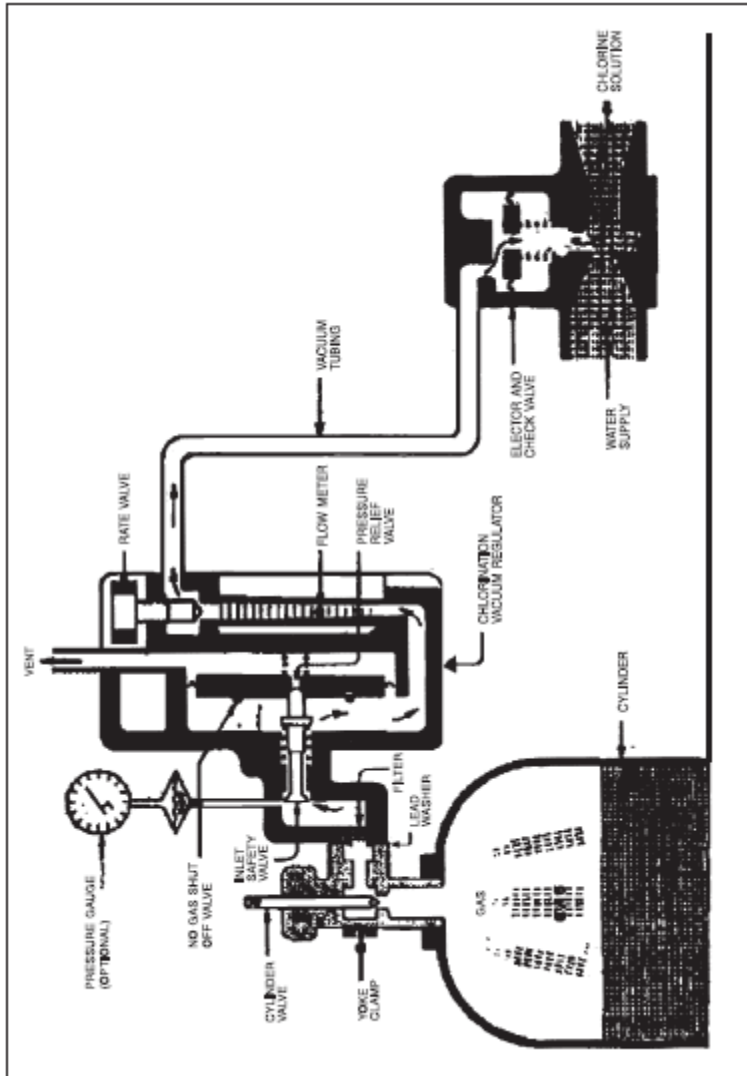 PRESSURE GAUGE
(OPTIONAL)
VENT
RATE VALVE
NO GAS SHUT
OFF VALVE
INLET
SAFETY
VALVE
CYLINDER
VALVE
YOKE
CLAMP
FILTER
LEAD
WASHER
VACUUM
TUBING
FLOW METER
PRESSURE
RELIEF
VALVE
CHLORINATION
VACUUM REGULATOR
GAS
CYLINDER
ELECTOR AND
CHECK VALVE
WATER
SUPPLY
CHLORINE
SOLUTION